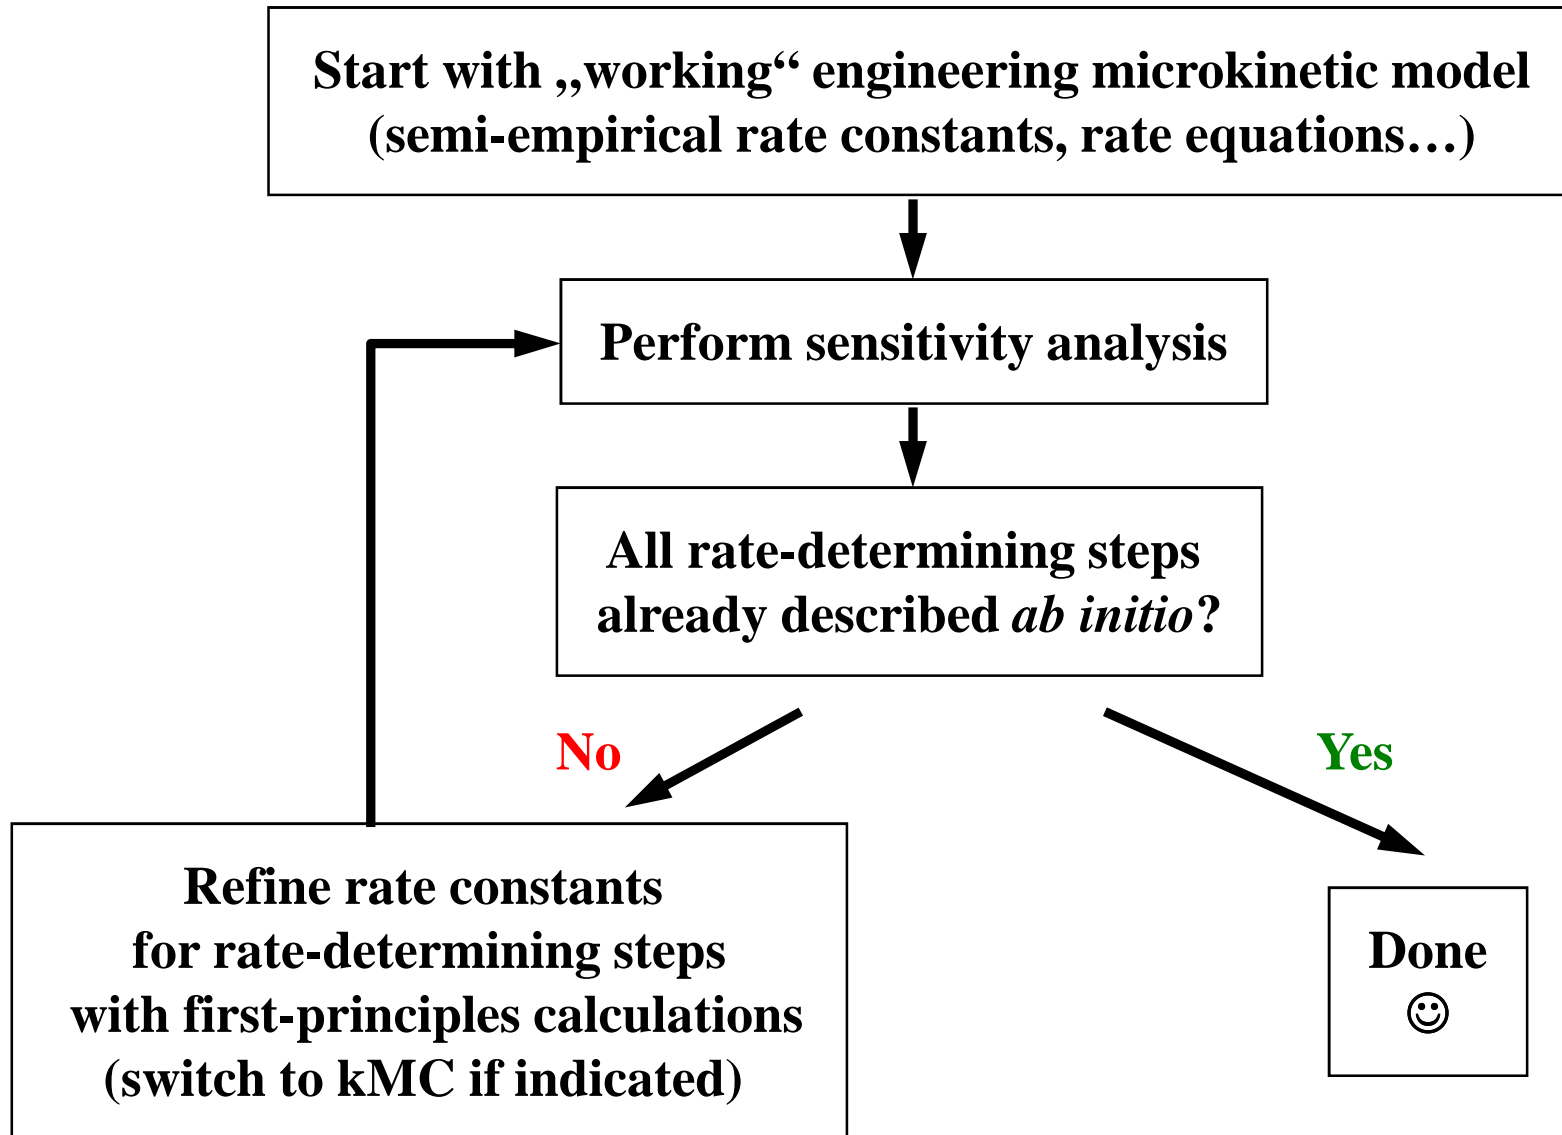 Start with „working“ engineering microkinetic model
(semi-empirical rate constants, rate equations…)
Perform sensitivity analysis
All rate-determining steps
already described ab initio?
No
Yes
Refine rate constants
for rate-determining steps
with first-principles calculations
(switch to kMC if indicated)
Done
☺